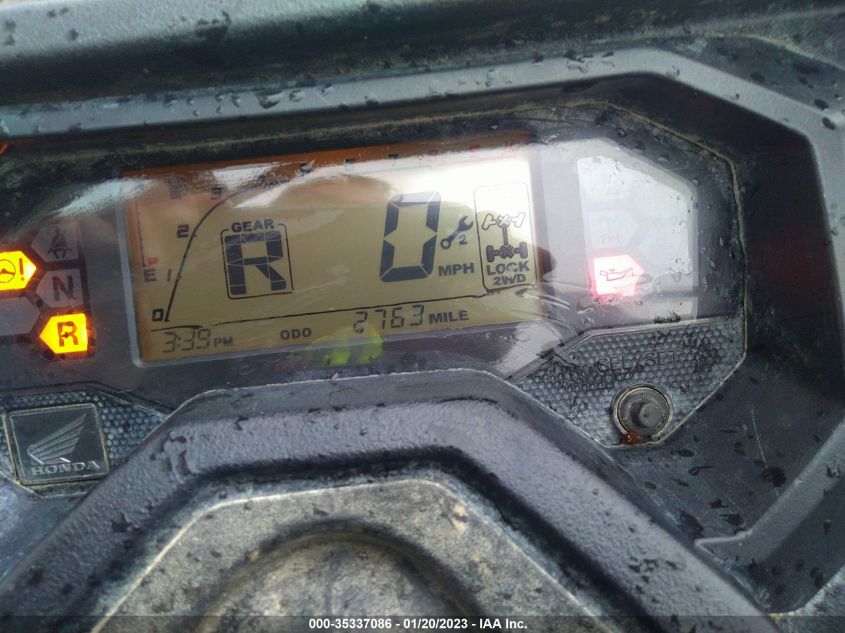 GEAR
R
0
MPH
2
LOCK
2WD
2
E
0
3:39 PM
ODO
2763 MILE
!
N
R
HONDA
000-35337086 - 01/20/2023 - IAA Inc.